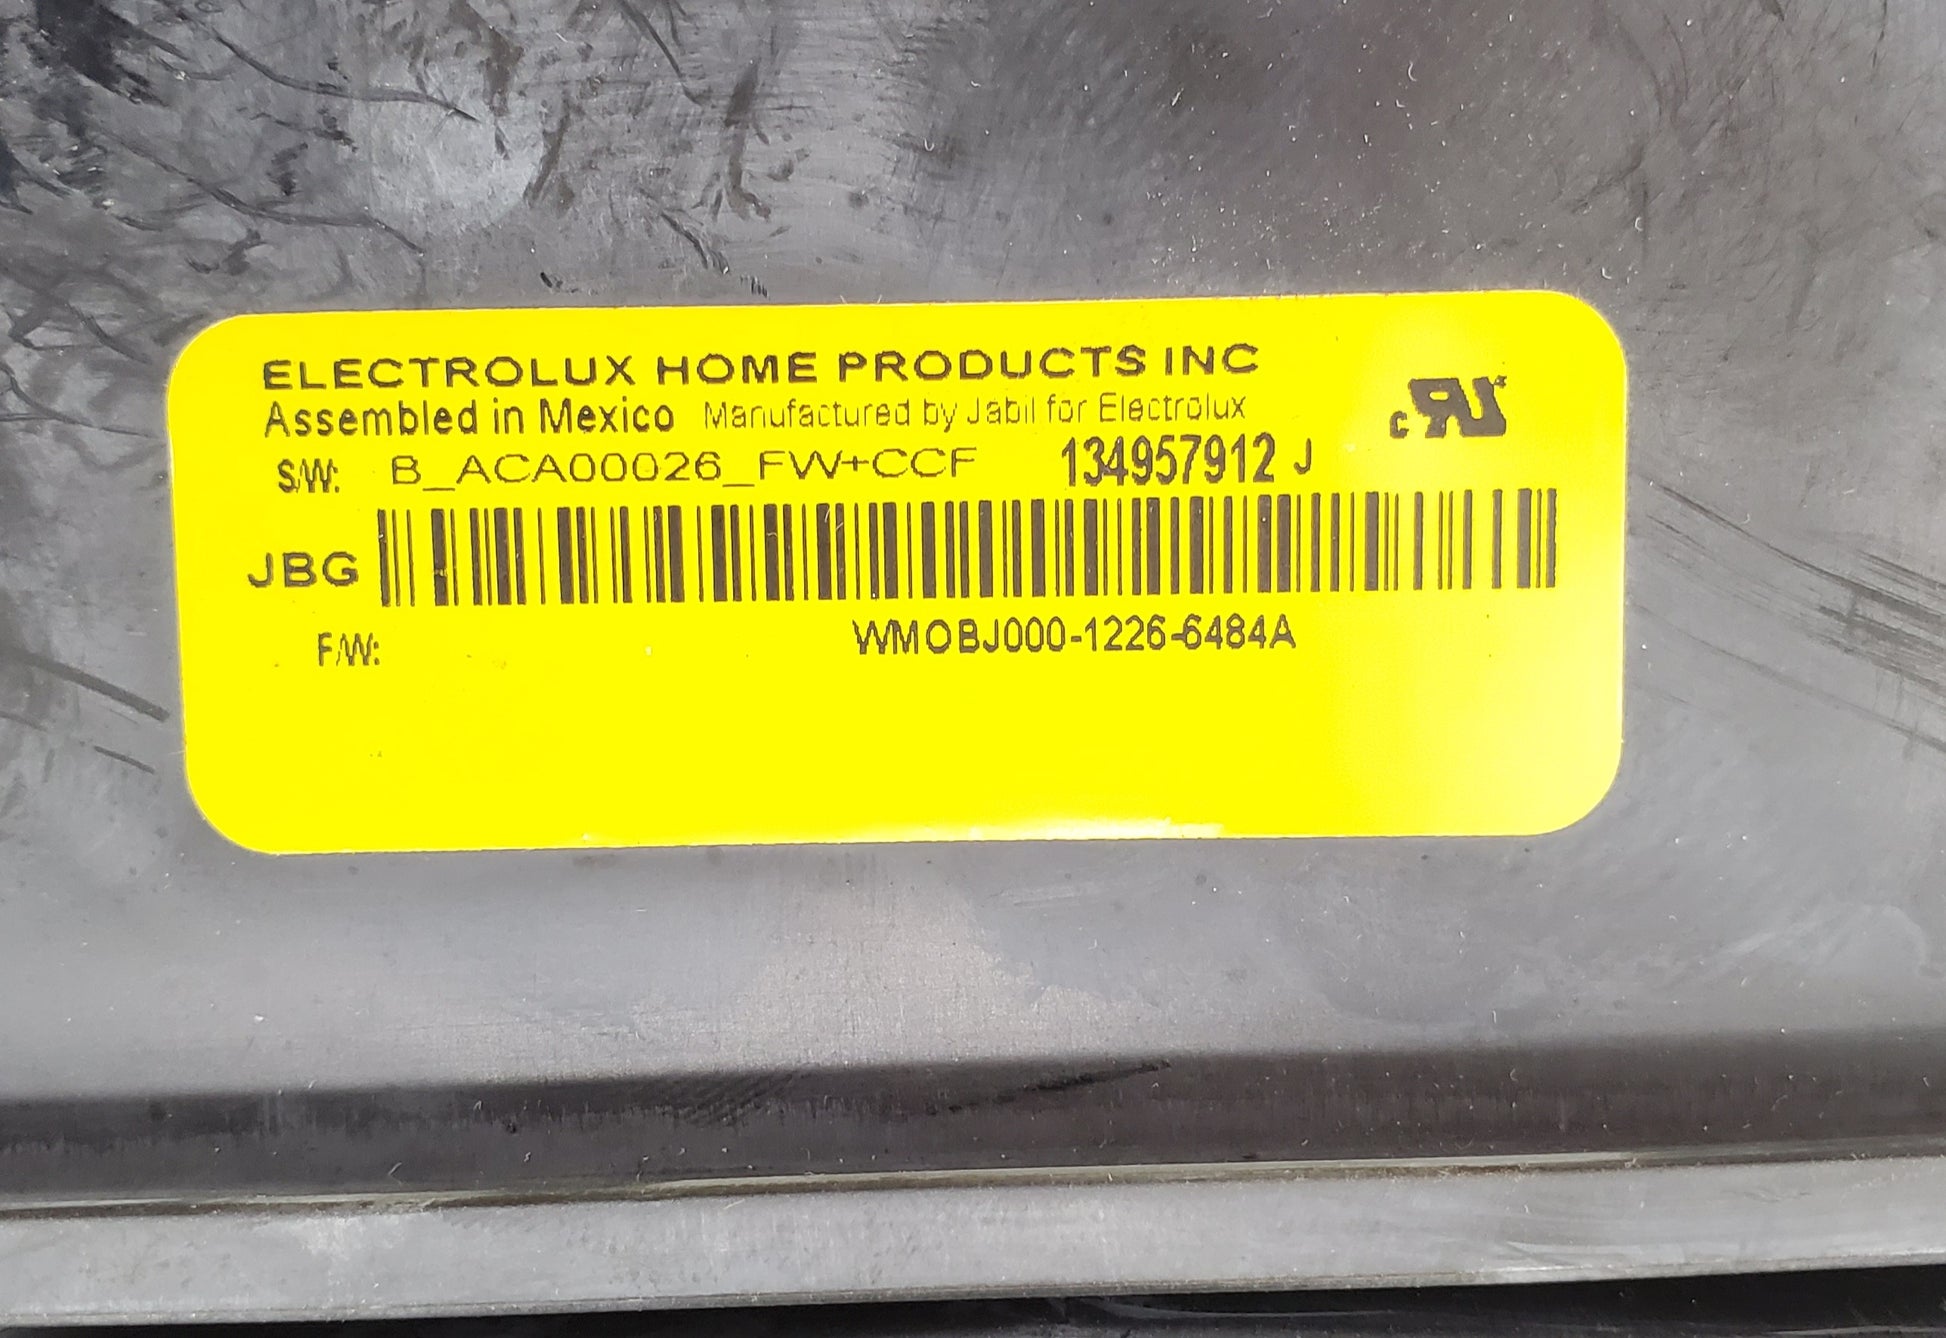 ELECTROLUX HOME PRODUCTS INC
Assembled in Mexico Manufactured by Jabil for Electrolux
cRU
S/W: B_ACA00026_FW+CCF 134957912 J
JBG
F/W: WMOBJ000-1226-6484A